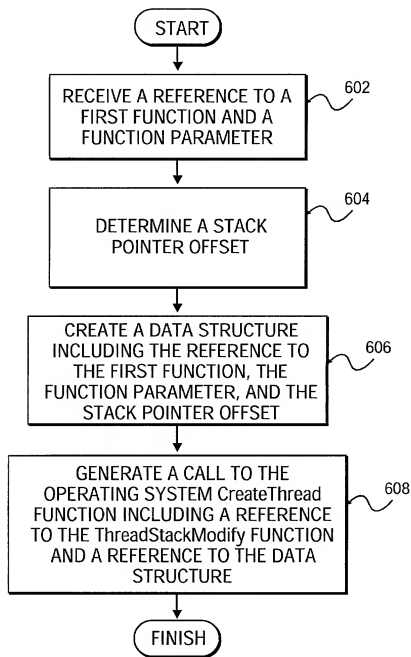 START
RECEIVE A REFERENCE TO A
FIRST FUNCTION AND A
FUNCTION PARAMETER
602
DETERMINE A STACK
POINTER OFFSET
604
CREATE A DATA STRUCTURE
INCLUDING THE REFERENCE TO
THE FIRST FUNCTION, THE
FUNCTION PARAMETER, AND THE
STACK POINTER OFFSET
606
GENERATE A CALL TO THE
OPERATING SYSTEM CreateThread
FUNCTION INCLUDING A REFERENCE
TO THE ThreadStackModify FUNCTION
AND A REFERENCE TO THE DATA
STRUCTURE
608
FINISH